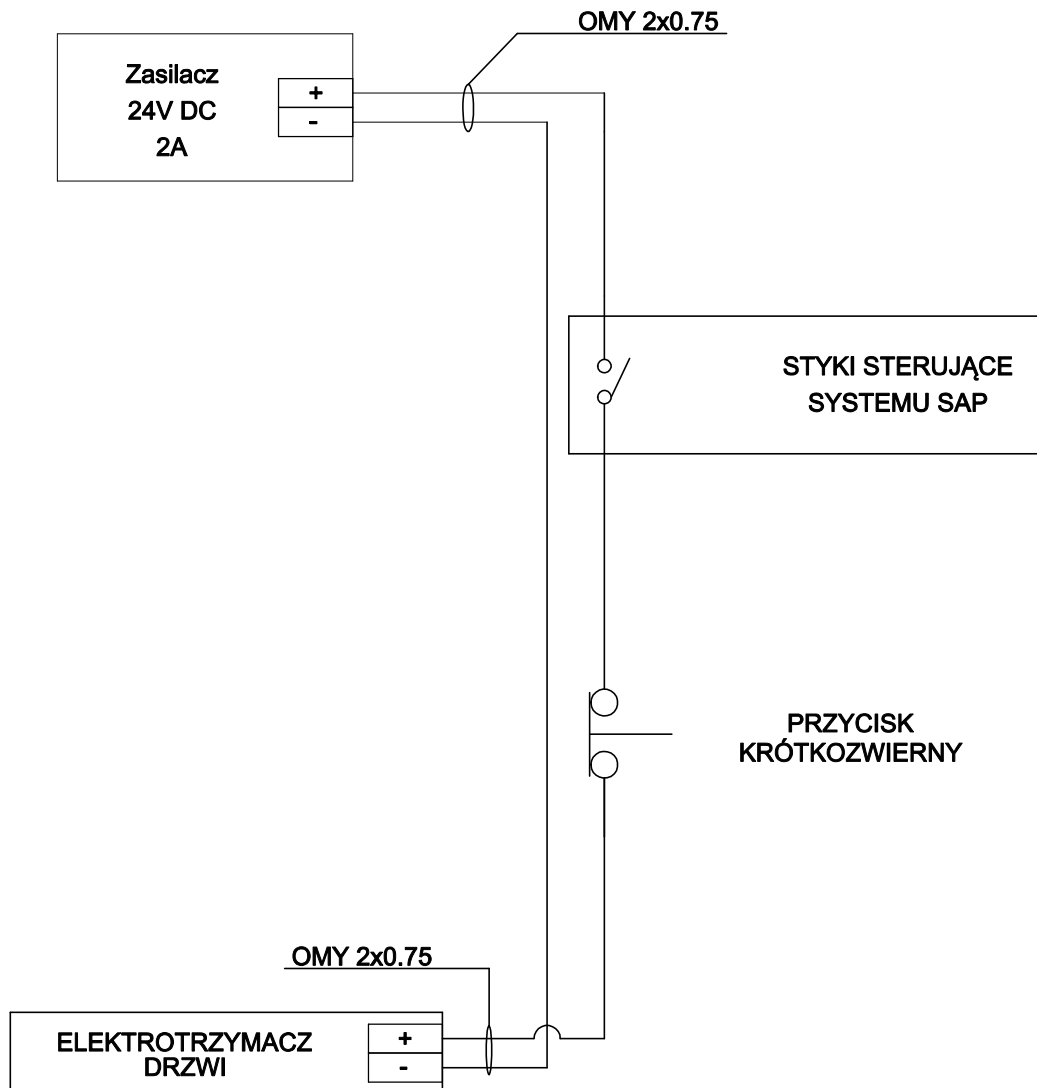 OMY 2x0.75
Zasilacz
24V DC
2A
+
-
STYKI STERUJĄCE
SYSTEMU SAP
PRZYCISK
KRÓTKOZWIERNY
OMY 2x0.75
ELEKTROTRZYMACZ
DRZWI
+
-